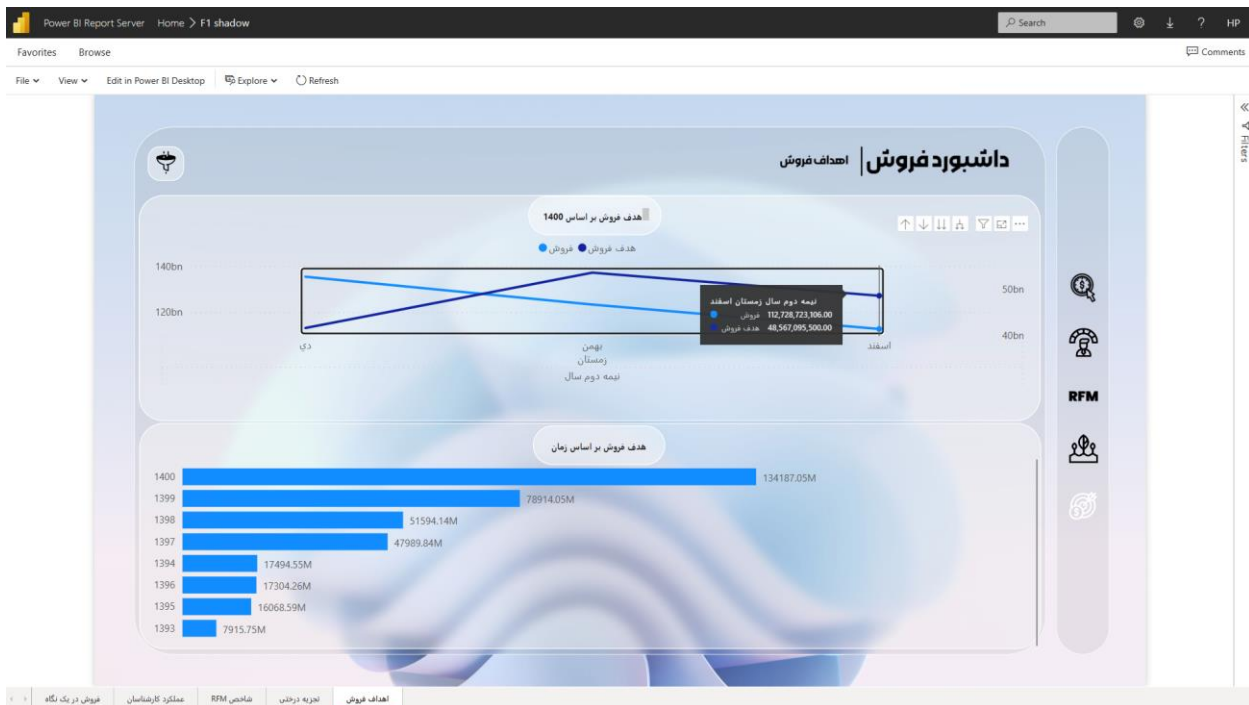 Power BI Report Server Home > F1 shadow
Search
? HP
Favorites Browse
Comments
File View Edit in Power BI Desktop Explore Refresh
Filters
داشبورد فروش | اهداف فروش
هدف فروش بر اساس 1400
فروش هدف فروش
140bn
120bn
50bn
40bn
نیمه دوم سال زمستان اسفند
فروش 112,728,723,106.00
هدف فروش 48,567,095,500.00
دي
بهمن
اسفند
زمستان
نیمه دوم سال
RFM
هدف فروش بر اساس زمان
1400 134187.05M
1399 78914.05M
1398 51594.14M
1397 47989.84M
1394 17494.55M
1396 17304.26M
1395 16068.59M
1393 7915.75M
فروش در یک نگاه
عملکرد کارشناسان
شاخص RFM
تجزیه درختی
اهداف فروش